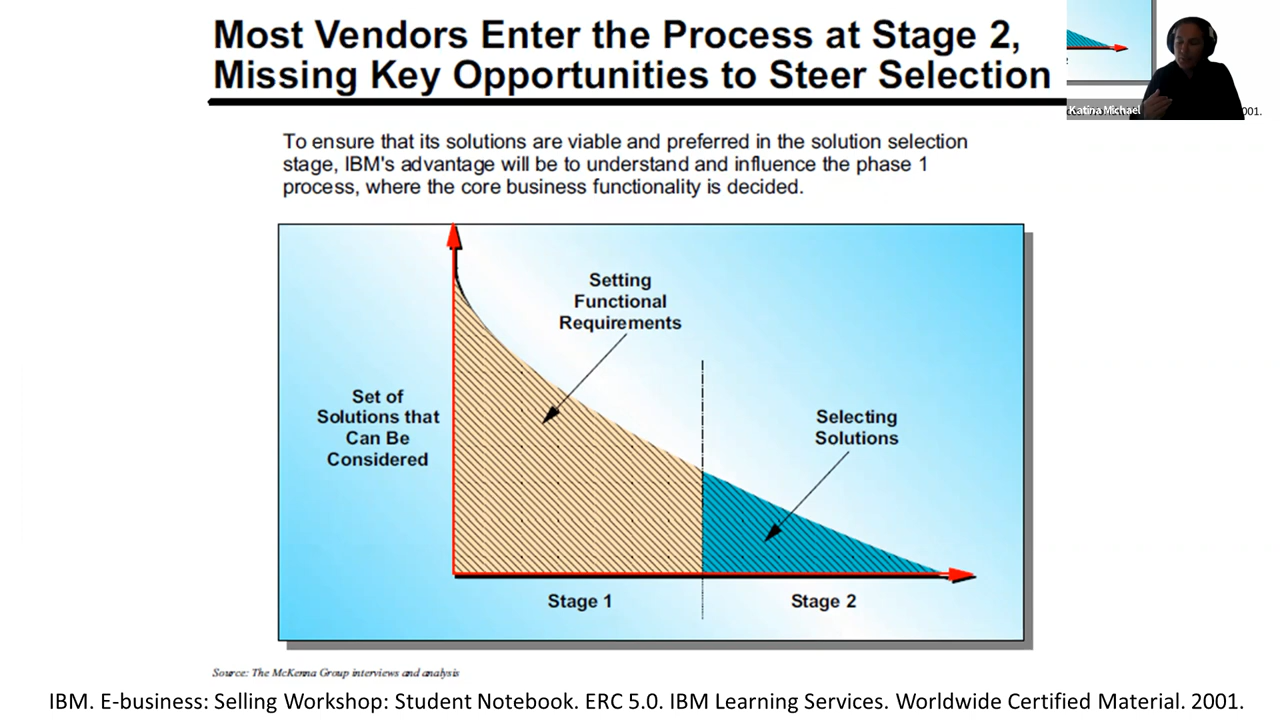 Most Vendors Enter the Process at Stage 2,
Missing Key Opportunities to Steer Selection
Katina Michael
001.
To ensure that its solutions are viable and preferred in the solution selection
stage, IBM's advantage will be to understand and influence the phase 1
process, where the core business functionality is decided.
Setting
Functional
Requirements
Set of
Solutions that
Can Be
Considered
Selecting
Solutions
Stage 1
Stage 2
Source: The McKenna Group interviews and analysis
IBM. E-business: Selling Workshop: Student Notebook. ERC 5.0. IBM Learning Services. Worldwide Certified Material. 2001.